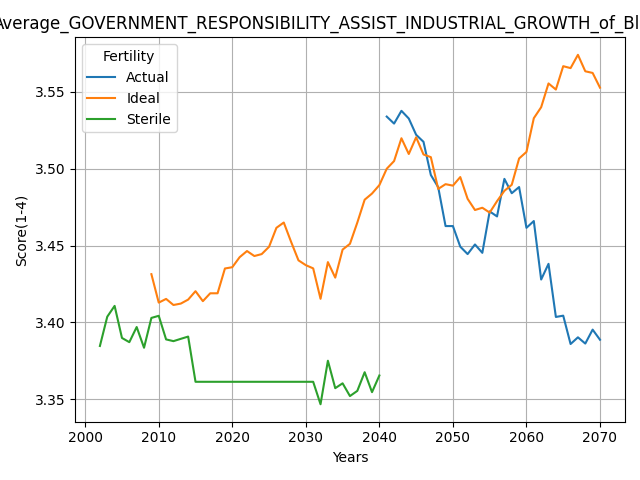 Average_GOVERNMENT_RESPONSIBILITY_ASSIST_INDUSTRIAL_GROWTH_of_Bl
Fertility
Actual
Ideal
Sterile
3.55
3.50
3.45
3.40
3.35
Score(1-4)
2000 2010 2020 2030 2040 2050 2060 2070
Years